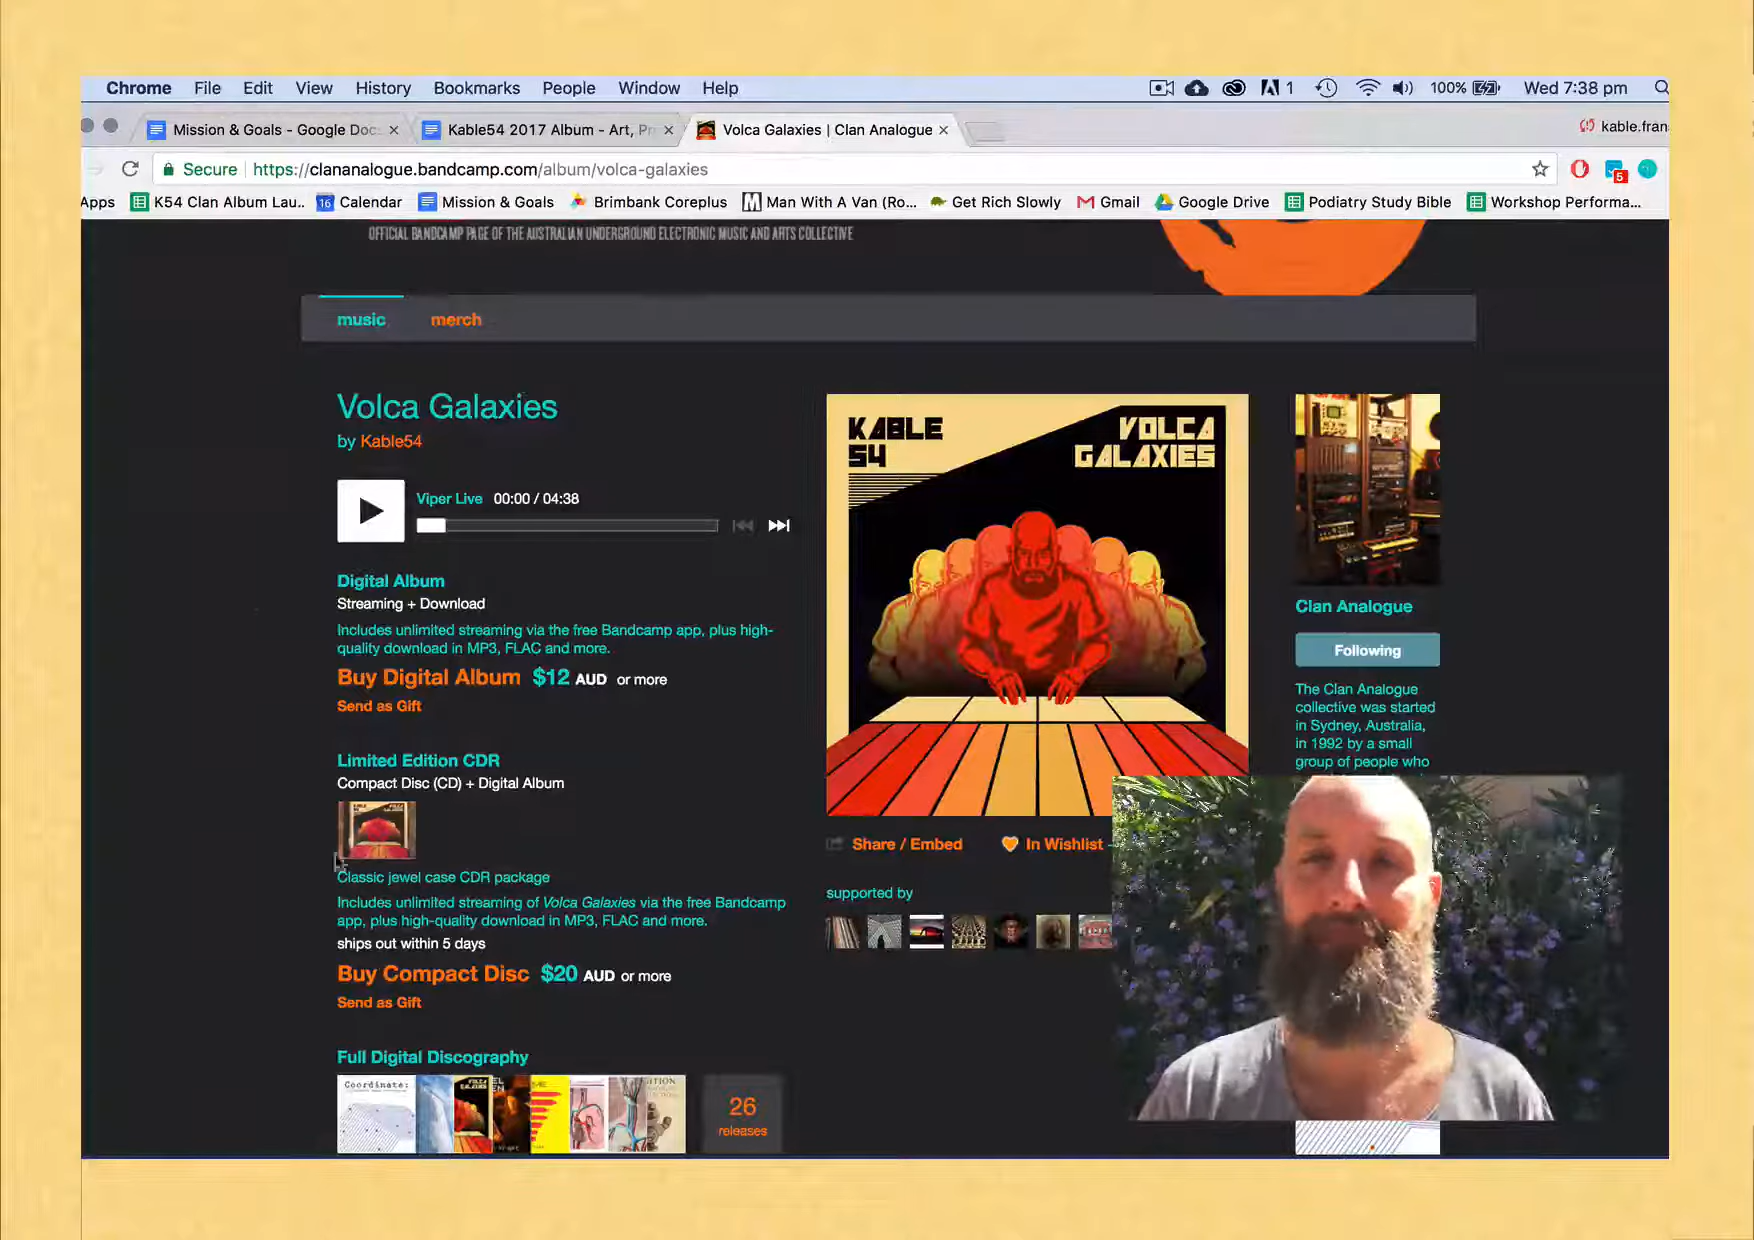 Chrome File Edit View History Bookmarks People Window Help 1 100% Wed 7:38 pm
Mission & Goals - Google Doc Kable54 2017 Album - Art, Pr Volca Galaxies | Clan Analogue kable.fran
Secure https://clananalogue.bandcamp.com/album/volca-galaxies 5
Apps K54 Clan Album Lau... 16 Calendar Mission & Goals Brimbank Coreplus Man With A Van (Ro... Get Rich Slowly Gmail Google Drive Podiatry Study Bible Workshop Performa...
OFFICIAL BANDCAMP PAGE OF THE AUSTRALIAN UNDERGROUND ELECTRONIC MUSIC AND ARTS COLLECTIVE
music merch
Volca Galaxies
by Kable54
Viper Live 00:00 / 04:38
Digital Album
Streaming + Download
Includes unlimited streaming via the free Bandcamp app, plus high-
quality download in MP3, FLAC and more.
Buy Digital Album $12 AUD or more
Send as Gift
Limited Edition CDR
Compact Disc (CD) + Digital Album
Classic jewel case CDR package
Includes unlimited streaming of Volca Galaxies via the free Bandcamp
app, plus high-quality download in MP3, FLAC and more.
ships out within 5 days
Buy Compact Disc $20 AUD or more
Send as Gift
Full Digital Discography
Coordinate:
26
releases
KABLE
54
VOLCA
GALAXIES
Share / Embed In Wishlist
supported by
Clan Analogue
Following
The Clan Analogue
collective was started
in Sydney, Australia,
in 1992 by a small
group of people who